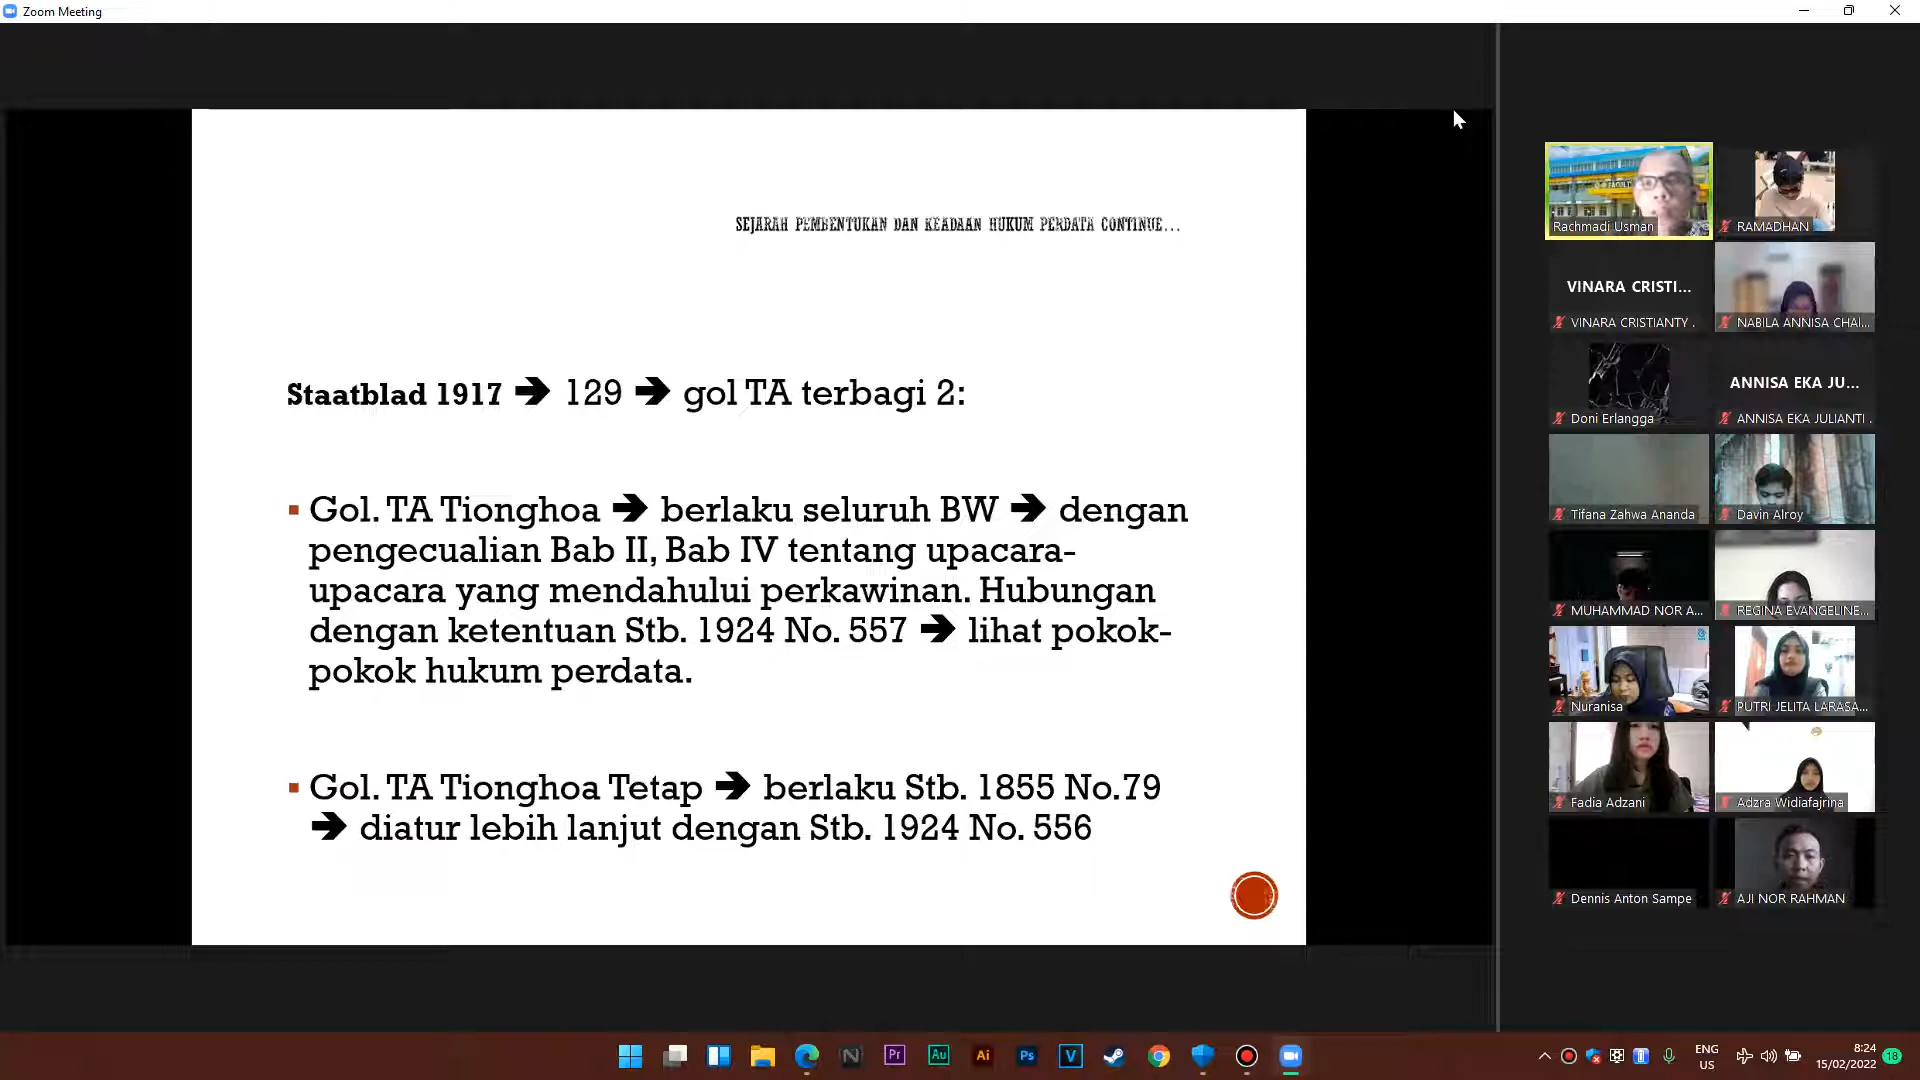 Zoom Meeting
SEJARAH PEMBENTUKAN DAN KEADAAN HUKUM PERDATA CONTINUE...
Staatblad 1917 🡺 129 🡺 gol TA terbagi 2:
▪ Gol. TA Tionghoa 🡺 berlaku seluruh BW 🡺 dengan
pengecualian Bab II, Bab IV tentang upacara-
upacara yang mendahului perkawinan. Hubungan
dengan ketentuan Stb. 1924 No. 557 🡺 lihat pokok-
pokok hukum perdata.
▪ Gol. TA Tionghoa Tetap 🡺 berlaku Stb. 1855 No.79
🡺 diatur lebih lanjut dengan Stb. 1924 No. 556
Rachmadi Usman
RAMADHAN
VINARA CRISTI...
VINARA CRISTIANTY .
NABILA ANNISA CHAI...
Doni Erlangga
ANNISA EKA JU...
ANNISA EKA JULIANTI .
Tifana Zahwa Ananda
Davin Alroy
MUHAMMAD NOR A...
REGINA EVANGELINE...
Nuranisa
PUTRI JELITA LARASA...
Fadia Adzani
Adzra Widiafajrina
Dennis Anton Sampe
AJI NOR RAHMAN
Pr
Au
Ai
Ps
V
ENG
US
8:24
15/02/2022
18